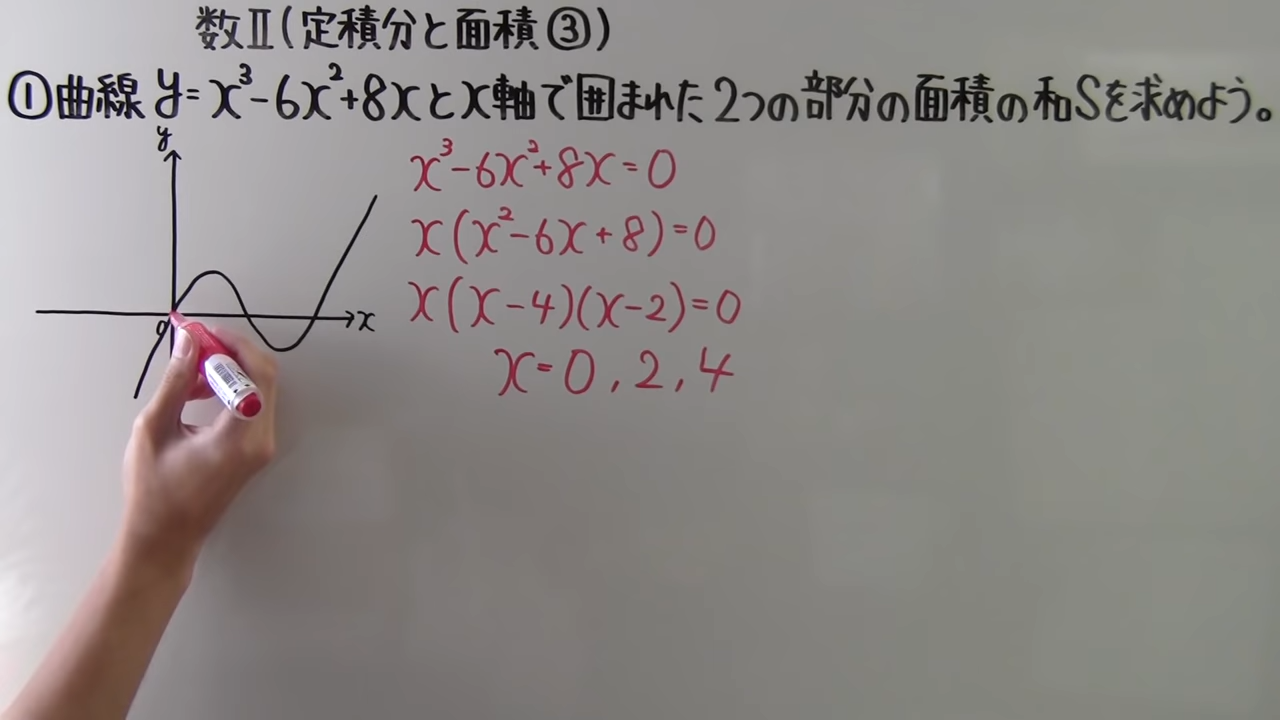 数Ⅱ(定積分と面積③)
①曲線 y=x³-6x²+8xとx軸で囲まれた2つの部分の面積の和Sを求めよう。
y
x³-6x²+8x=0
x(x²-6x+8)=0
x(x-4)(x-2)=0
x=0,2,4
x
0